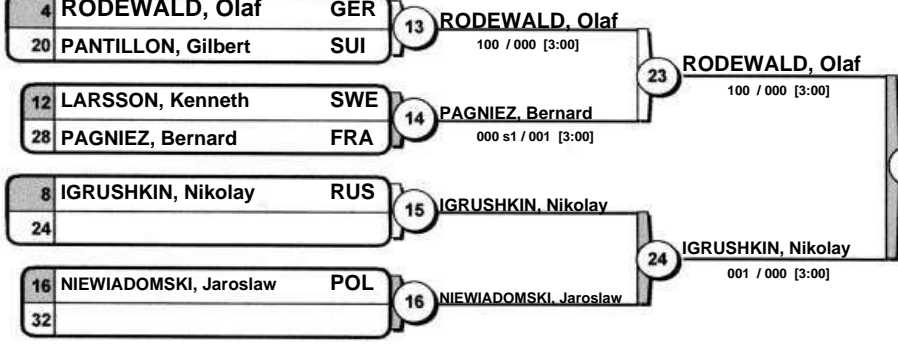 4 RODEWALD, Olaf GER
20 PANTILLON, Gilbert SUI
13
RODEWALD, Olaf
100 / 000 [3:00]
12 LARSSON, Kenneth SWE
28 PAGNIEZ, Bernard FRA
14
PAGNIEZ, Bernard
000 s1 / 001 [3:00]
23
RODEWALD, Olaf
100 / 000 [3:00]
8 IGRUSHKIN, Nikolay RUS
24
15
IGRUSHKIN, Nikolay
16 NIEWIADOMSKI, Jaroslaw POL
32
16
NIEWIADOMSKI, Jaroslaw
24
IGRUSHKIN, Nikolay
001 / 000 [3:00]